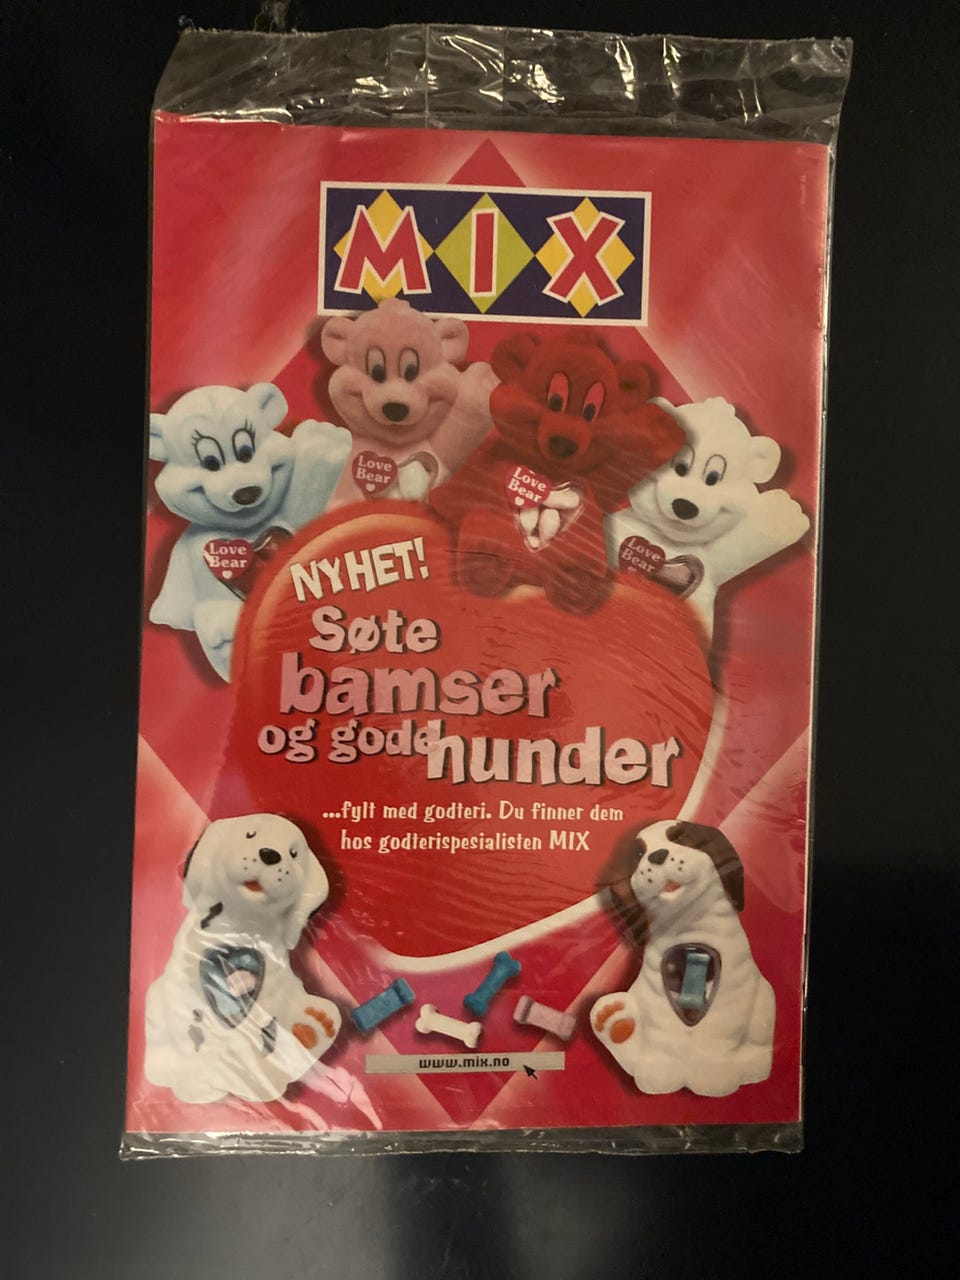 MIX
Love
Bear
Love
Bear
Love
Bear
Love
Bear
NYHET!
Søte
bamser
og gode hunder
...fylt med godteri. Du finner dem
hos godterispesialisten MIX
www.mix.no